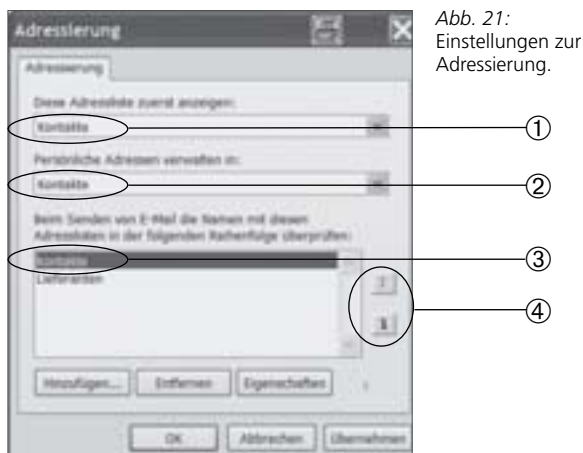 Adressierung
Abb. 21:
Einstellungen zur
Adressierung.
Adressierung
Diese Adressliste zuerst anzeigen:
Kontakte
①
Persönliche Adressen verwalten in:
Kontakte
②
Beim Senden von E-Mail die Namen mit diesen
Adresslisten in der folgenden Reihenfolge überprüfen:
Kontakte
③
Lieferanten
④
Hinzufügen... Entfernen Eigenschaften
OK Abbrechen Übernehmen